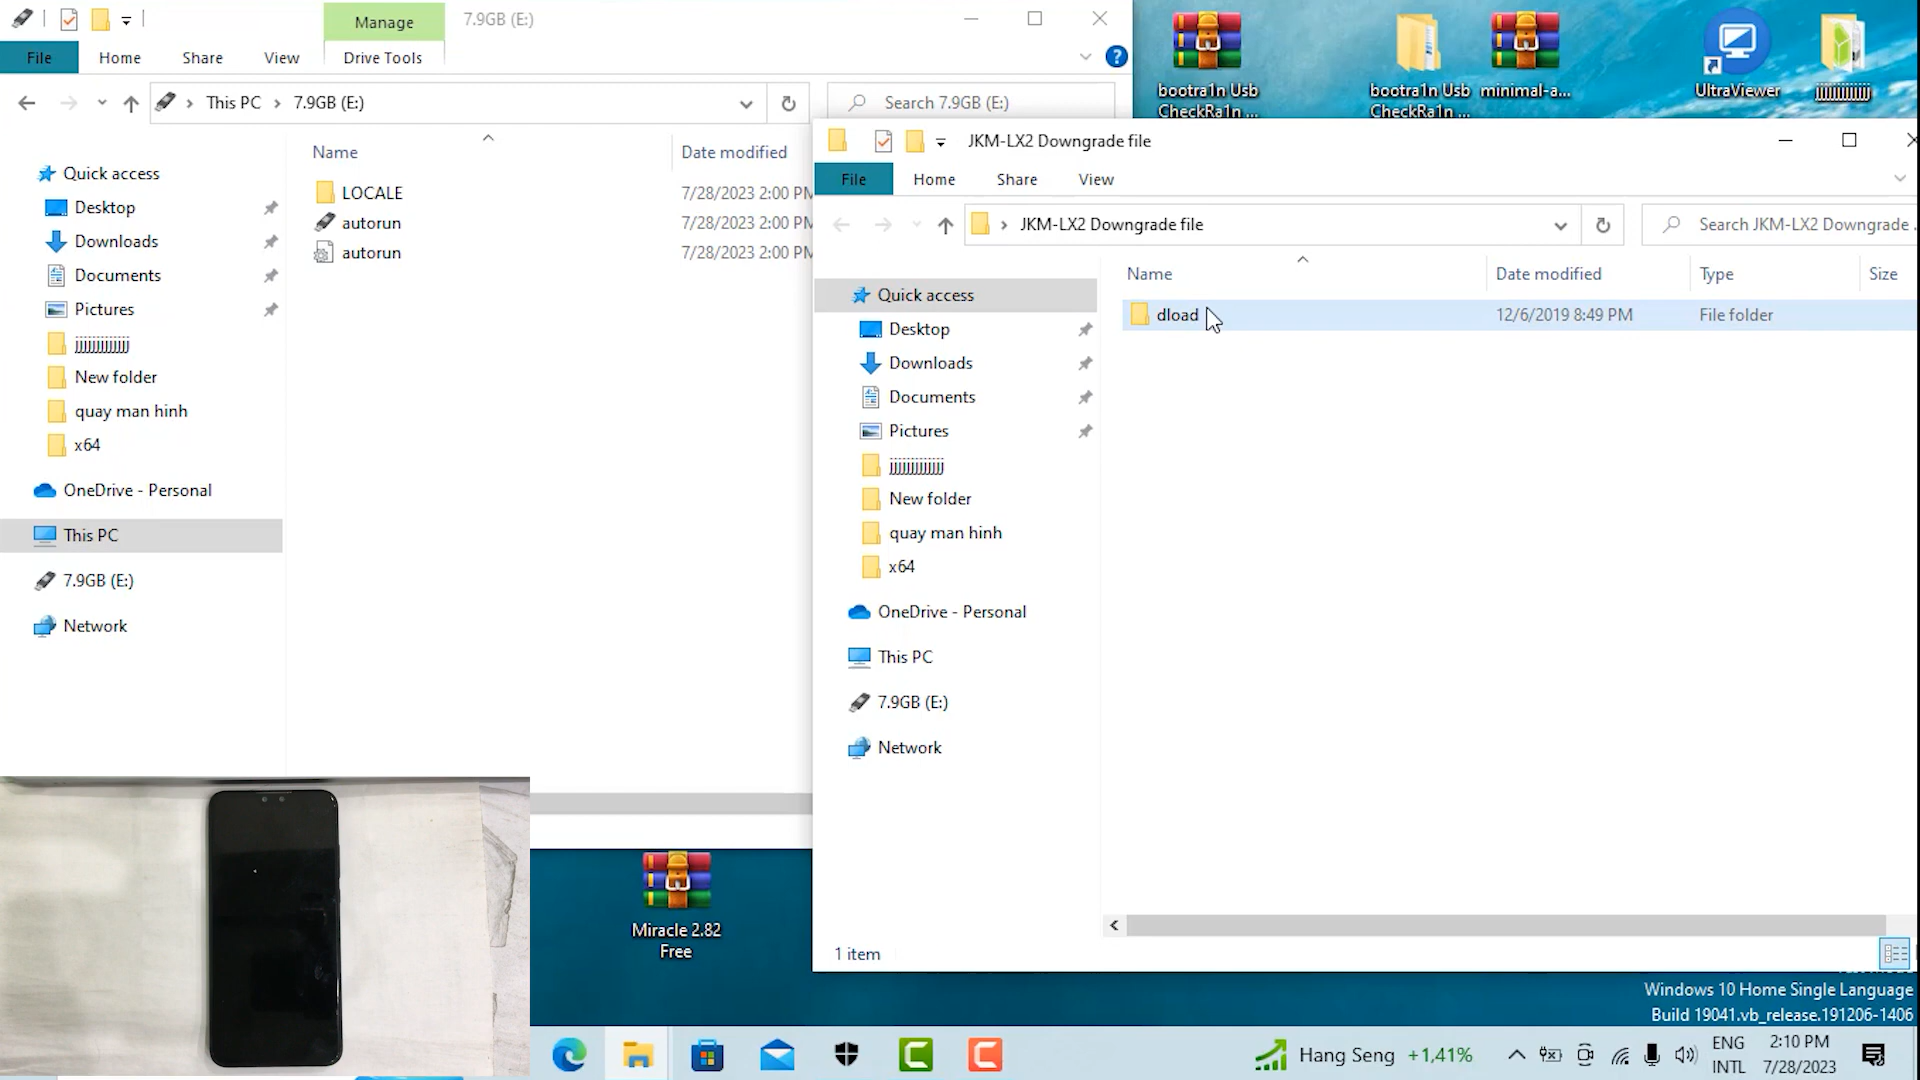 Manage
7.9GB (E:)
File
Home
Share
View
Drive Tools
This PC
7.9GB (E:)
Search 7.9GB (E:)
Name
Date modified
Quick access
Desktop
Downloads
Documents
Pictures
jjjjjjjjjjjjj
New folder
quay man hinh
x64
OneDrive - Personal
This PC
7.9GB (E:)
Network
LOCALE
7/28/2023 2:00 PM
autorun
7/28/2023 2:00 PM
autorun
7/28/2023 2:00 PM
bootra1n Usb
CheckRa1n ...
bootra1n Usb
CheckRa1n ...
minimal-a...
UltraViewer
jjjjjjjjjjjjj
JKM-LX2 Downgrade file
File
Home
Share
View
JKM-LX2 Downgrade file
Search JKM-LX2 Downgrade .
Name
Date modified
Type
Size
Quick access
Desktop
Downloads
Documents
Pictures
jjjjjjjjjjjjj
New folder
quay man hinh
x64
OneDrive - Personal
This PC
7.9GB (E:)
Network
dload
12/6/2019 8:49 PM
File folder
1 item
Miracle 2.82
Free
Windows 10 Home Single Language
Build 19041.vb_release.191206-1406
Hang Seng +1,41%
ENG
INTL
2:10 PM
7/28/2023